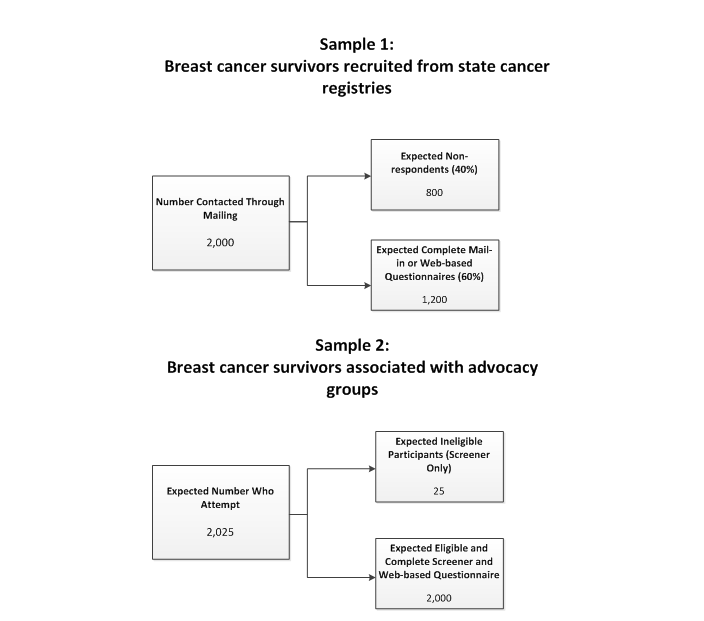 Sample 1:
Breast cancer survivors recruited from state cancer
registries
Number Contacted Through
Mailing
2,000
Expected Non-
respondents (40%)
800
Expected Complete Mail-
in or Web-based
Questionnaires (60%)
1,200
Sample 2:
Breast cancer survivors associated with advocacy
groups
Expected Number Who
Attempt
2,025
Expected Ineligible
Participants (Screener
Only)
25
Expected Eligible and
Complete Screener and
Web-based Questionnaire
2,000